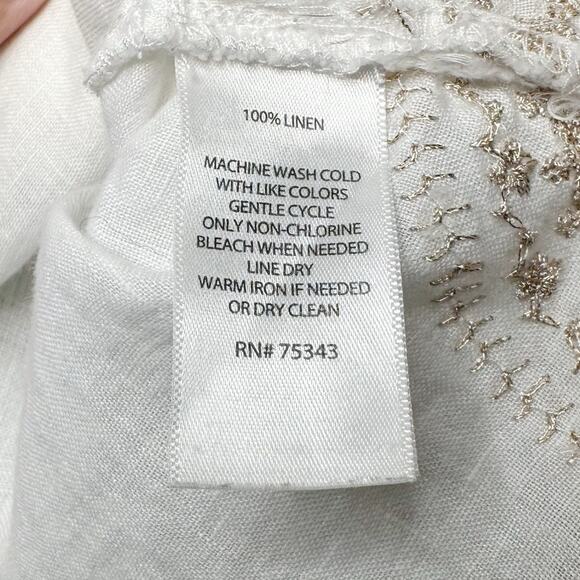 100% LINEN
MACHINE WASH COLD
WITH LIKE COLORS
GENTLE CYCLE
ONLY NON-CHLORINE
BLEACH WHEN NEEDED
LINE DRY
WARM IRON IF NEEDED
OR DRY CLEAN
RN# 75343